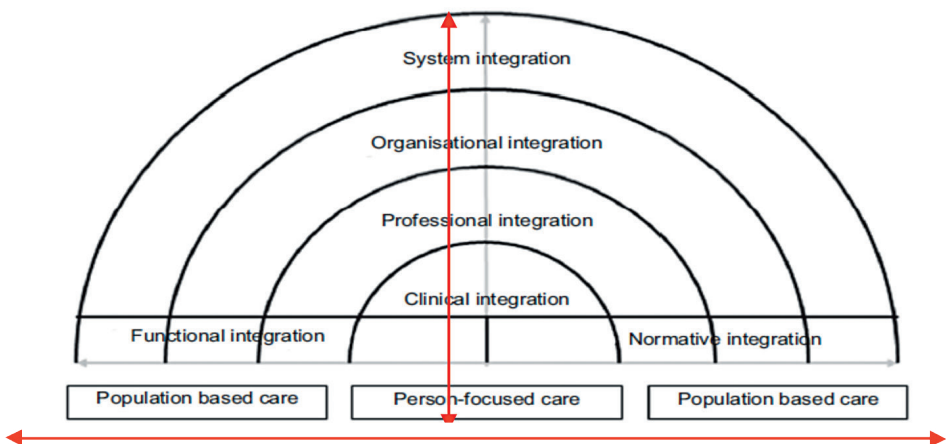 System integration
Organisational integration
Professional integration
Clinical integration
Functional integration
Normative integration
Population based care
Person-focused care
Population based care